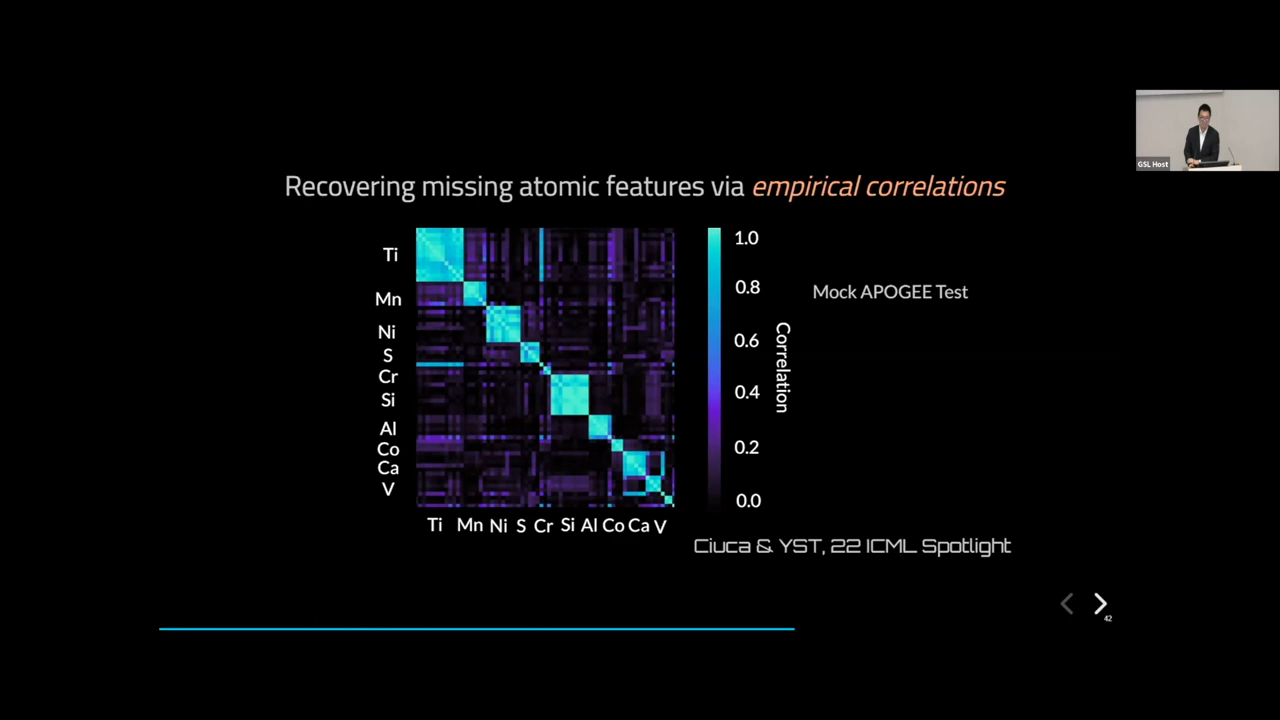 GSL Host
Recovering missing atomic features via empirical correlations
Ti
Mn
Ni
S
Cr
Si
Al
Co
Ca
V
Ti Mn Ni S Cr Si Al Co Ca V
1.0
0.8
0.6
0.4
0.2
0.0
Correlation
Mock APOGEE Test
Ciuca & YST, 22 ICML Spotlight
42